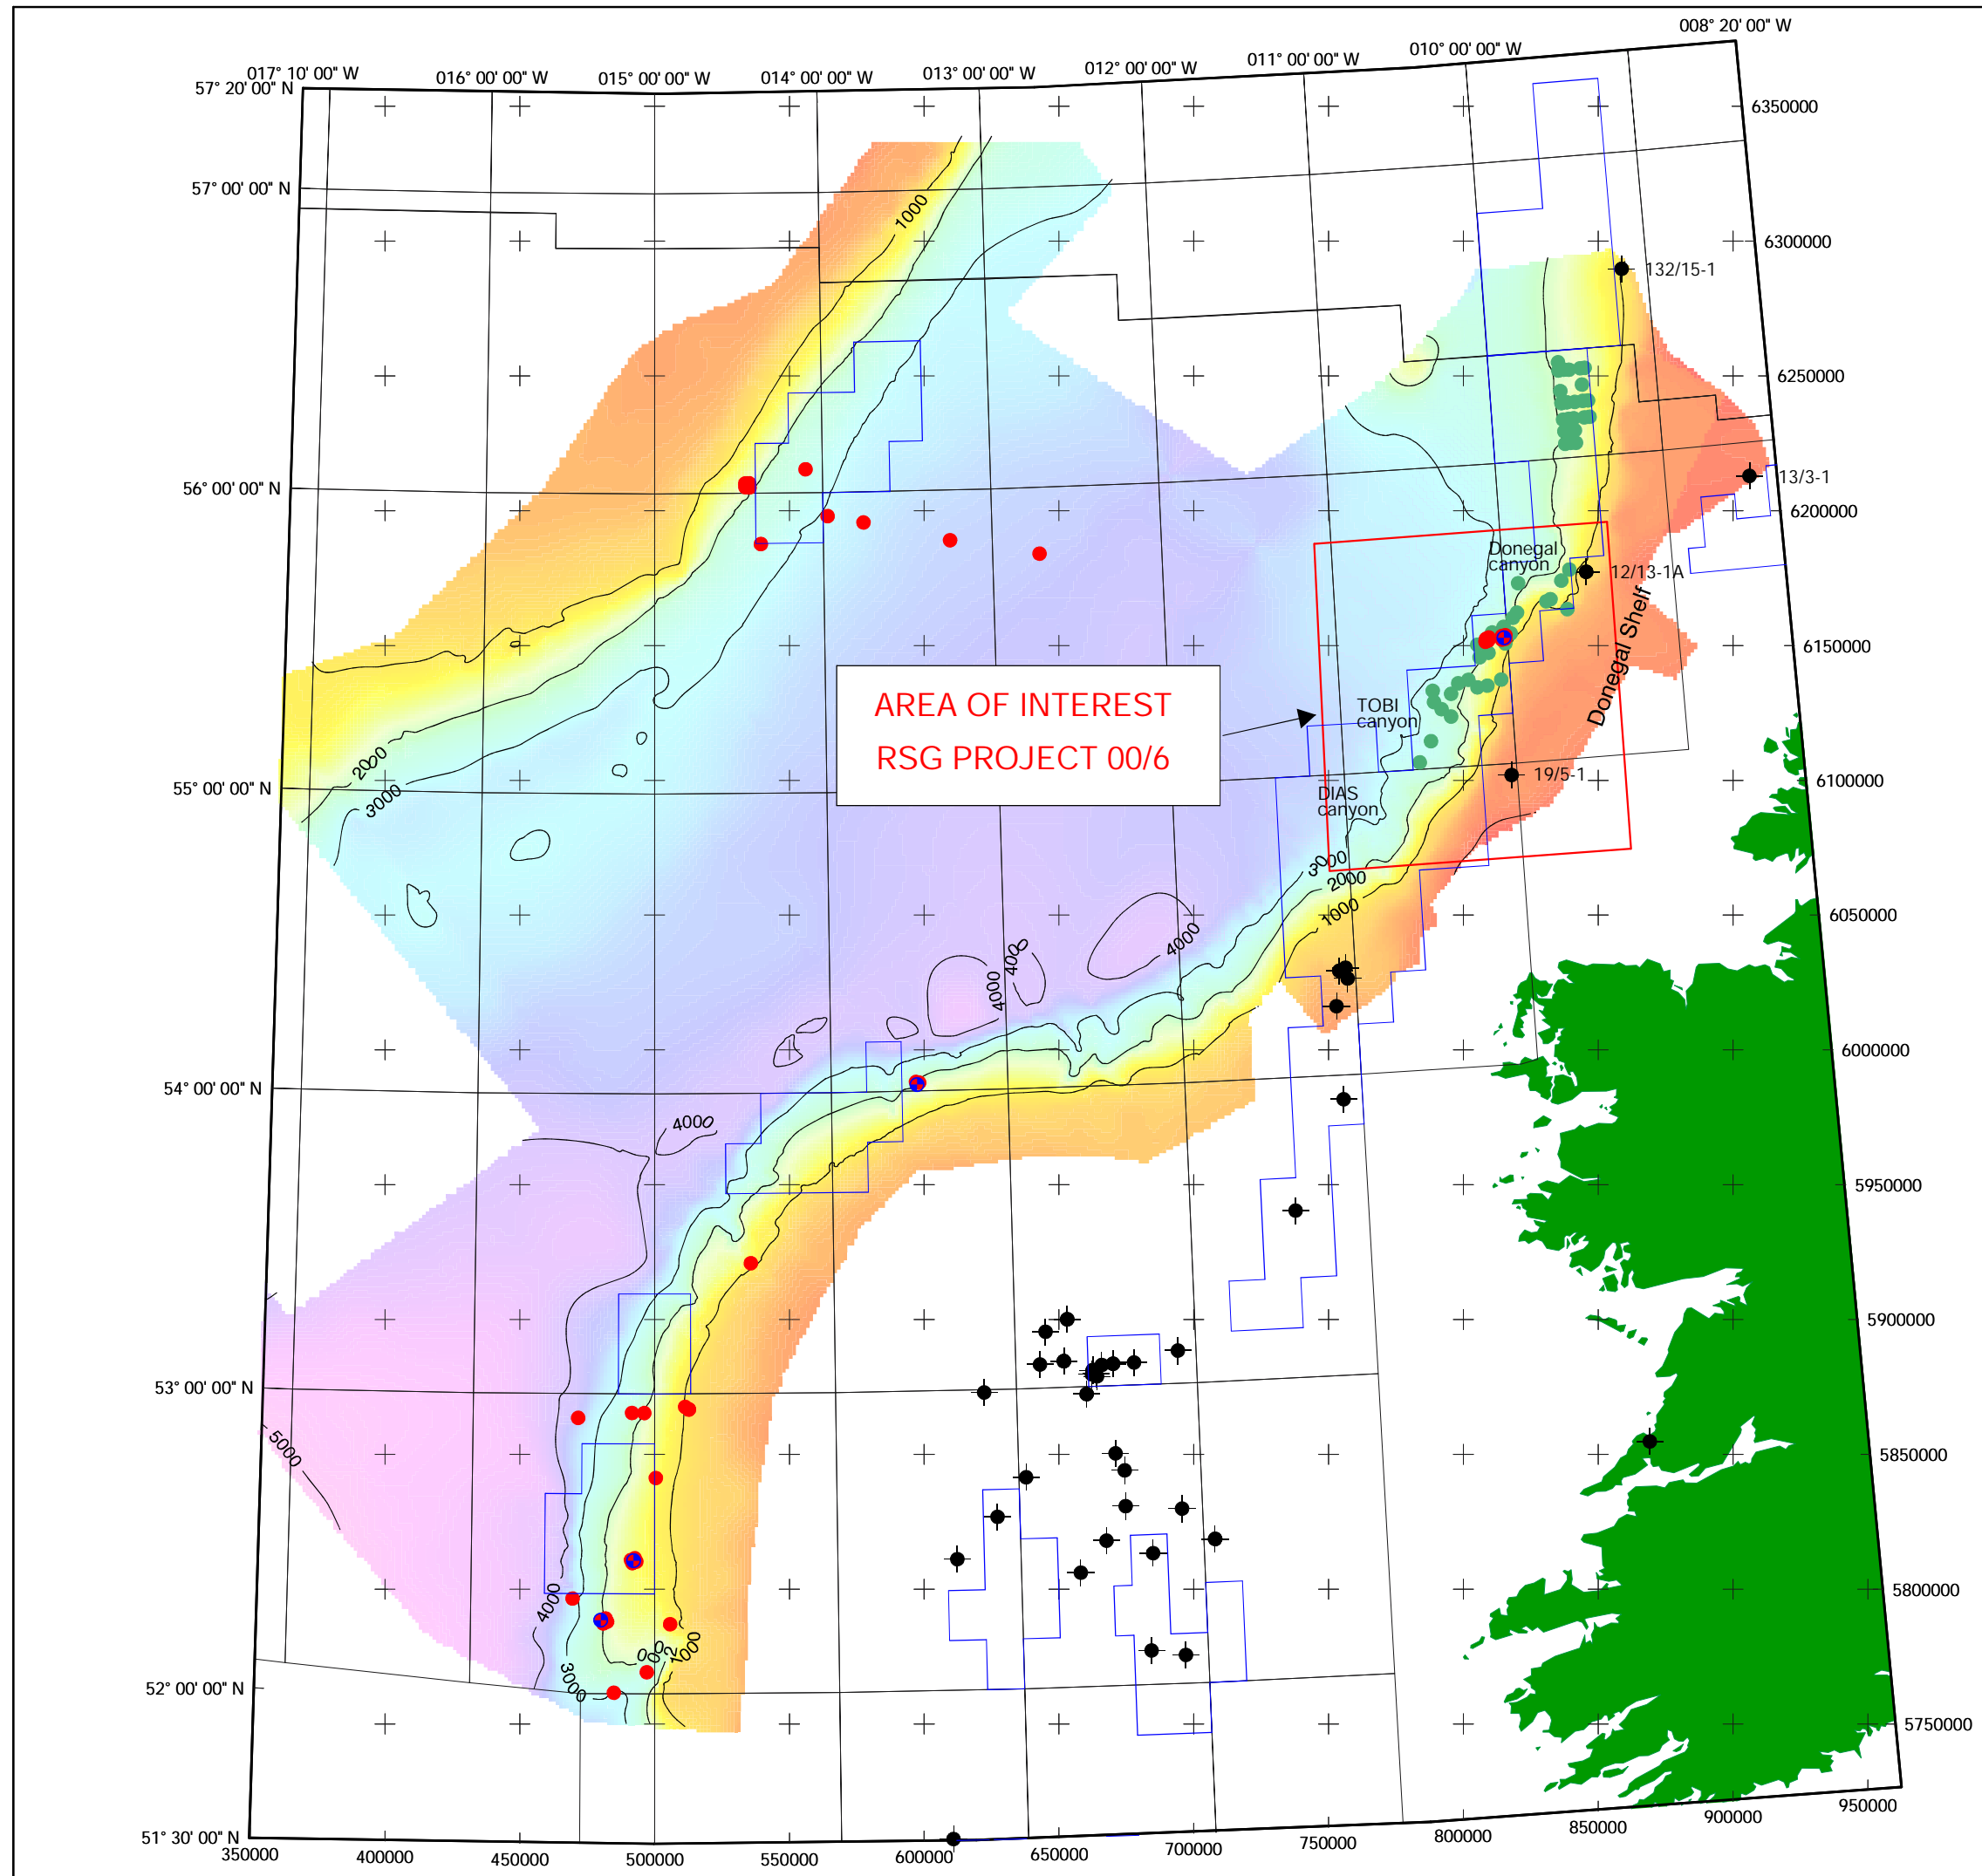 008° 20' 00" W
017° 10' 00" W
016° 00' 00" W
015° 00' 00" W
014° 00' 00" W
013° 00' 00" W
012° 00' 00" W
011° 00' 00" W
010° 00' 00" W
57° 20' 00" N
6350000
57° 00' 00" N
1000
6300000
132/15-1
6250000
56° 00' 00" N
13/3-1
6200000
Donegal
canyon
12/13-1A
Donegal Shelf
6150000
AREA OF INTEREST
RSG PROJECT 00/6
TOBI
canyon
2000
3000
55° 00' 00" N
19/5-1
6100000
DIAS
canyon
3000
2000
1000
6050000
4000
400
4000
6000000
54° 00' 00" N
4000
5950000
5900000
53° 00' 00" N
5000
5850000
4000
5800000
2000
1000
3000
52° 00' 00" N
5750000
51° 30' 00" N
350000
400000
450000
500000
550000
600000
650000
700000
750000
800000
850000
900000
950000